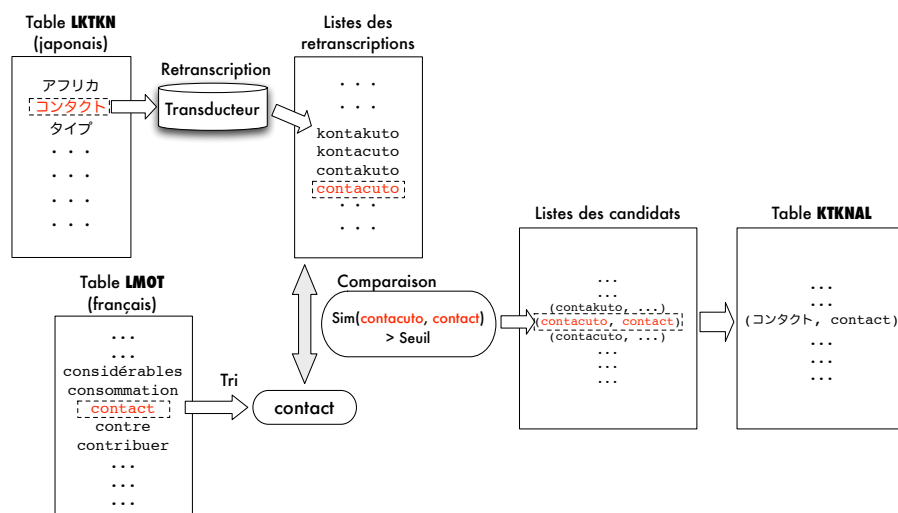 Table LKTKN
(japonais)
アフリカ
コンタクト
タイプ
. . .
. . .
. . .
. . .
Retranscription
Transducteur
Listes des
retranscriptions
. . .
. . .
kontakuto
kontacuto
contakuto
contacuto
. . .
. . .
Table LMOT
(français)
...
...
considérables
consommation
contact
contre
contribuer
...
...
...
Tri
contact
Comparaison
Sim(contacuto, contact)
> Seuil
Listes des candidats
...
...
(contakuto, ...)
(contacuto, contact)
(contacuto, ...)
...
...
...
Table KTKNAL
...
...
(コンタクト, contact)
...
...
...